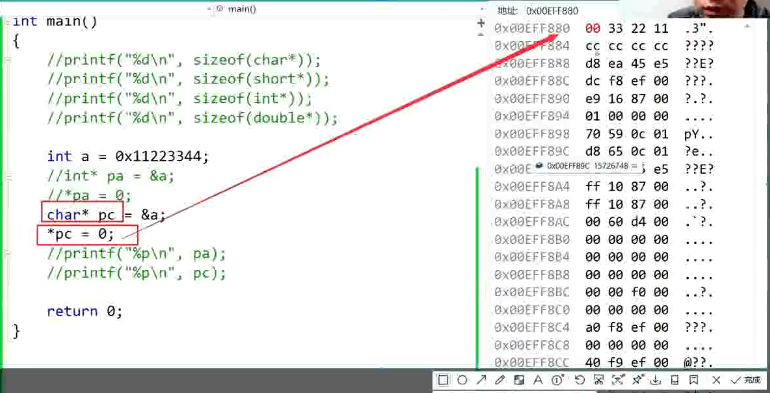 main()
int main()
{
//printf("%d\n", sizeof(char*));
//printf("%d\n", sizeof(short*));
//printf("%d\n", sizeof(int*));
//printf("%d\n", sizeof(double*));
int a = 0x11223344;
//int* pa = &a;
//*pa = 0;
char* pc = &a;
*pc = 0;
//printf("%p\n", pa);
//printf("%p\n", pc);
return 0;
}
地址: 0x00EFF880
0x00EFF880 00 33 22 11 .3".
0x00EFF884 cc cc cc cc ????
0x00EFF888 d8 ea 45 e5 ??E?
0x00EFF88C dc f8 ef 00
0x00EFF890 e9 16 87 00 ?.?.
0x00EFF894 01 00 00 00 ....
0x00EFF898 70 59 0c 01 pY..
0x00EFF89C d8 65 0c 01 ?e..
0x00EFF89C 15726748 e5 ??E?
0x00EFF8A4 ff 10 87 00 ..?.
0x00EFF8A8 ff 10 87 00 ..?.
0x00EFF8AC 00 60 d4 00 .`?.
0x00EFF8B0 00 00 00 00 ....
0x00EFF8B4 00 00 00 00 ....
0x00EFF8B8 00 00 00 00 ....
0x00EFF8BC 00 00 f0 00 ..?.
0x00EFF8C0 00 00 00 00 ....
0x00EFF8C4 a0 f8 ef 00 ???.
0x00EFF8C8 00 00 00 00 ....
0x00EFF8CC 40 f9 ef 00 @??.
完成